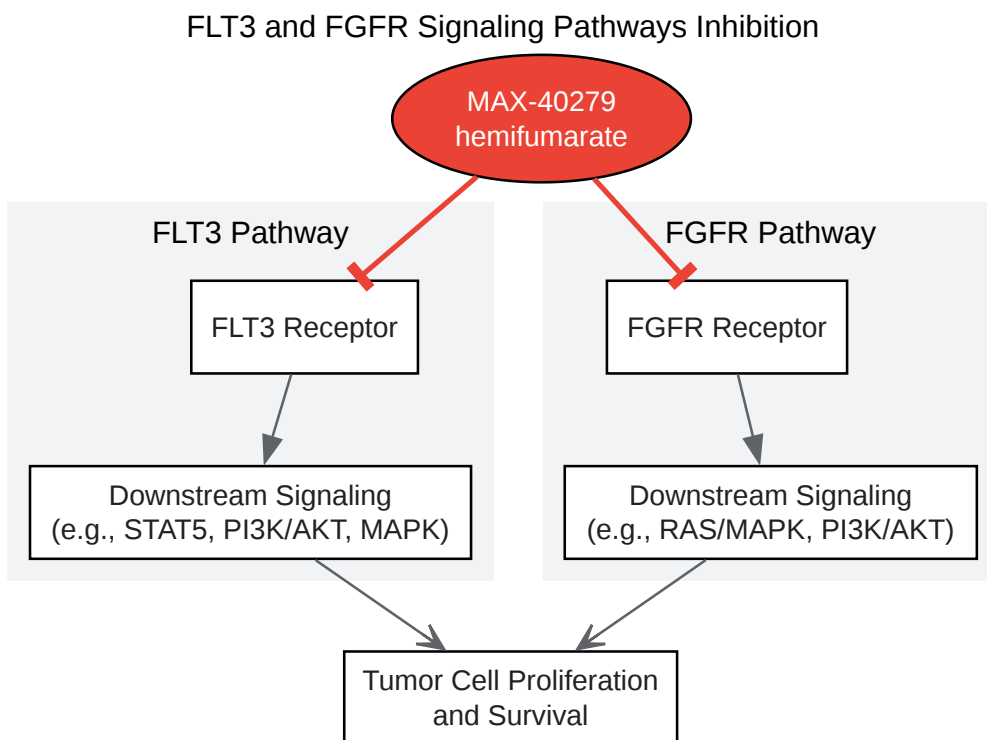 FLT3 and FGFR Signaling Pathways Inhibition
MAX-40279
hemifumarate
FLT3 Pathway
FGFR Pathway
FLT3 Receptor
FGFR Receptor
Downstream Signaling
(e.g., STAT5, PI3K/AKT, MAPK)
Downstream Signaling
(e.g., RAS/MAPK, PI3K/AKT)
Tumor Cell Proliferation
and Survival